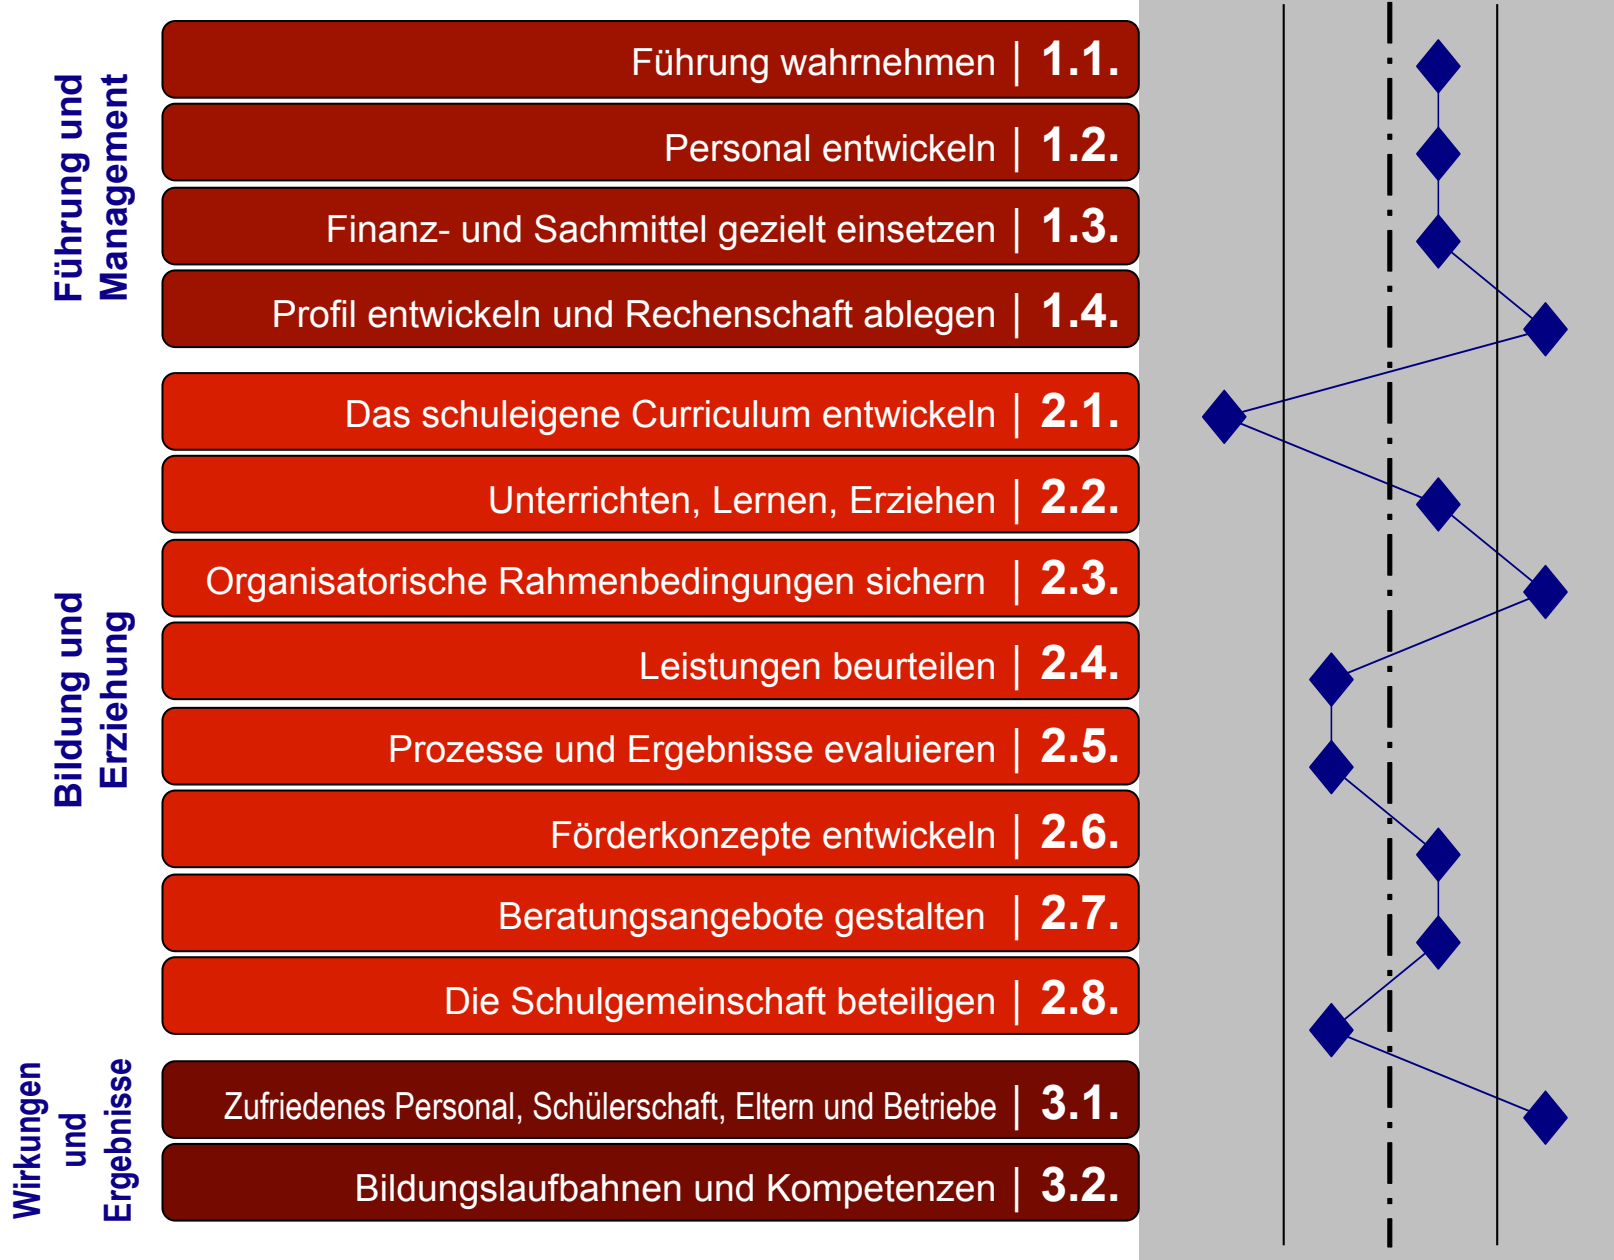 Führung und
Management
Führung wahrnehmen | 1.1.
Personal entwickeln | 1.2.
Finanz- und Sachmittel gezielt einsetzen | 1.3.
Profil entwickeln und Rechenschaft ablegen | 1.4.
Bildung und
Erziehung
Das schuleigene Curriculum entwickeln | 2.1.
Unterrichten, Lernen, Erziehen | 2.2.
Organisatorische Rahmenbedingungen sichern | 2.3.
Leistungen beurteilen | 2.4.
Prozesse und Ergebnisse evaluieren | 2.5.
Förderkonzepte entwickeln | 2.6.
Beratungsangebote gestalten | 2.7.
Die Schulgemeinschaft beteiligen | 2.8.
Wirkungen
und
Ergebnisse
Zufriedenes Personal, Schülerschaft, Eltern und Betriebe | 3.1.
Bildungslaufbahnen und Kompetenzen | 3.2.